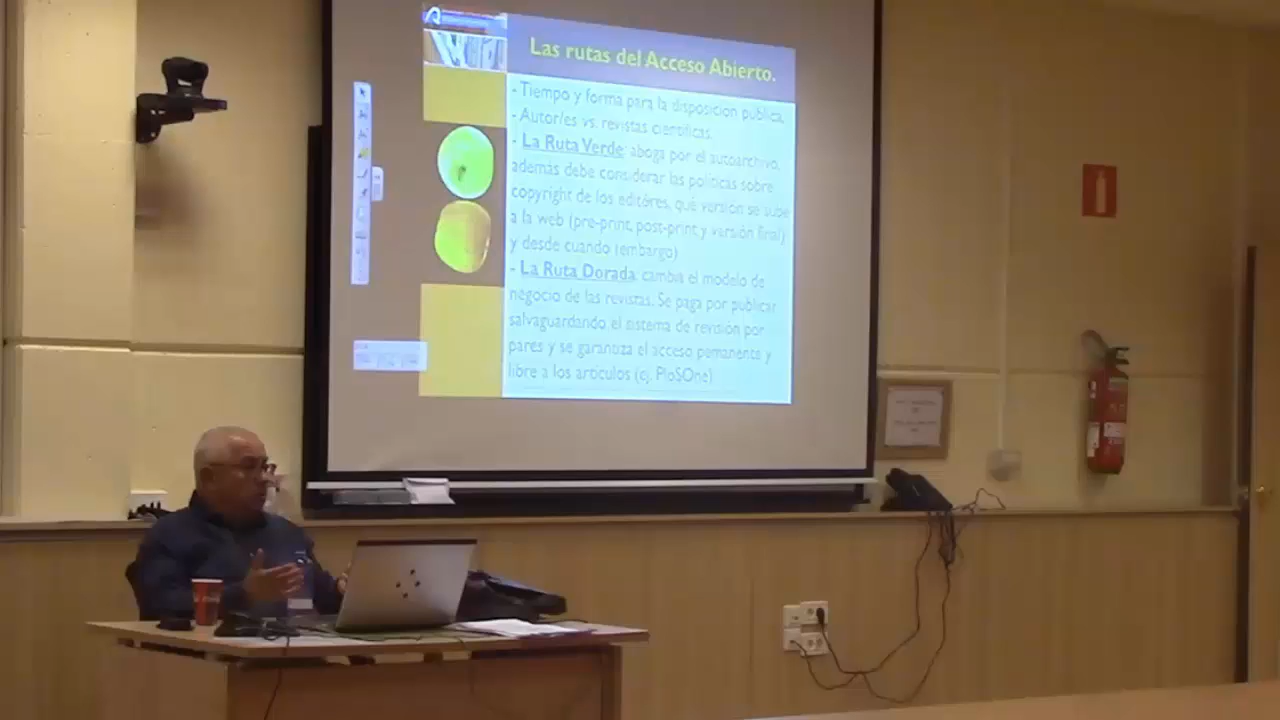 Las rutas del Acceso Abierto.
- Tiempo y forma para la disposición pública.
- Autor/es vs. revistas científicas.
- La Ruta Verde: aboga por el autoarchivo,
además debe considerar las políticas sobre
copyright de los editores, qué versión se sube
a la web (pre-print, post-print y versión final)
y desde cuando (embargo)
- La Ruta Dorada: cambia el modelo de
negocio de las revistas. Se paga por publicar
salvaguardando el sistema de revisión por
pares y se garantiza el acceso permanente y
libre a los artículos (ej. PloSOne)